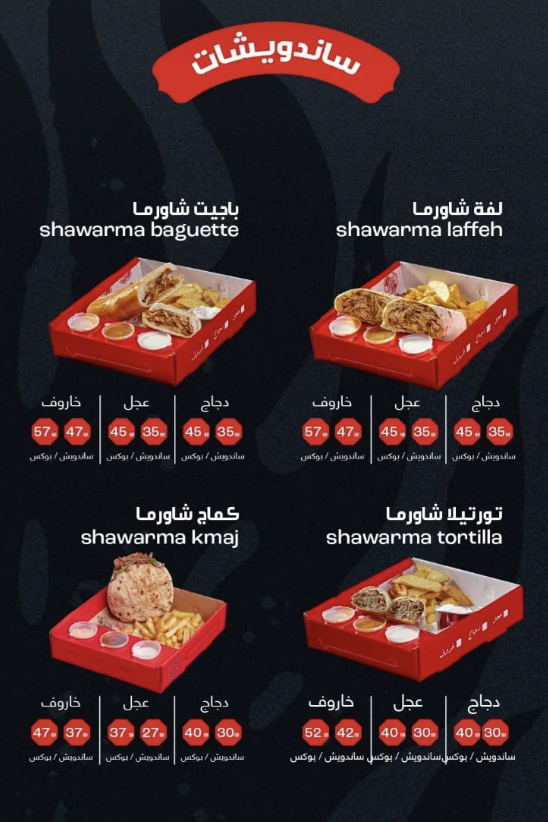 ساندويشات
لفة شاورما
shawarma laffeh
دجاج
عجل
خاروف
35
45
35
45
47
57
ساندويش / بوكس
ساندويش / بوكس
ساندويش / بوكس
باجيت شاورما
shawarma baguette
دجاج
عجل
خاروف
35
45
35
45
47
57
ساندويش / بوكس
ساندويش / بوكس
ساندويش / بوكس
تورتيلا شاورما
shawarma tortilla
دجاج
عجل
خاروف
30
40
30
40
42
52
ساندويش / بوكس
ساندويش / بوكس
ساندويش / بوكس
كماج شاورما
shawarma kmaj
دجاج
عجل
خاروف
30
40
27
37
37
47
ساندويش / بوكس
ساندويش / بوكس
ساندويش / بوكس